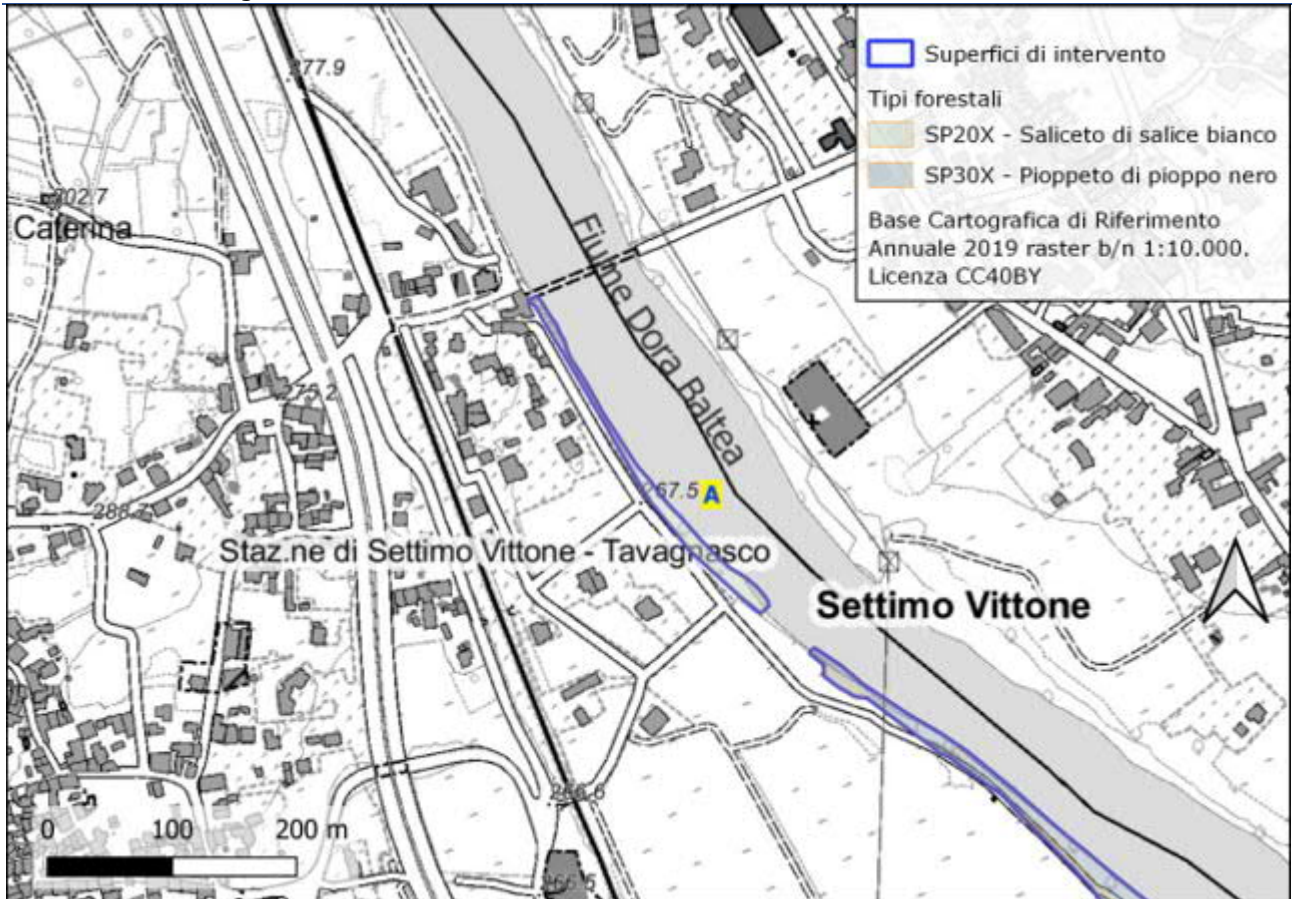 Superfici di intervento
Tipi forestali
SP20X - Saliceto di salice bianco
SP30X - Pioppeto di pioppo nero
Base Cartografica di Riferimento
Annuale 2019 raster b/n 1:10.000.
Licenza CC40BY
277.9
Caterina
Fiume Dora Baltea
267.5 A
Staz.ne di Settimo Vittone - Tavagnasco
Settimo Vittone
0 100 200 m